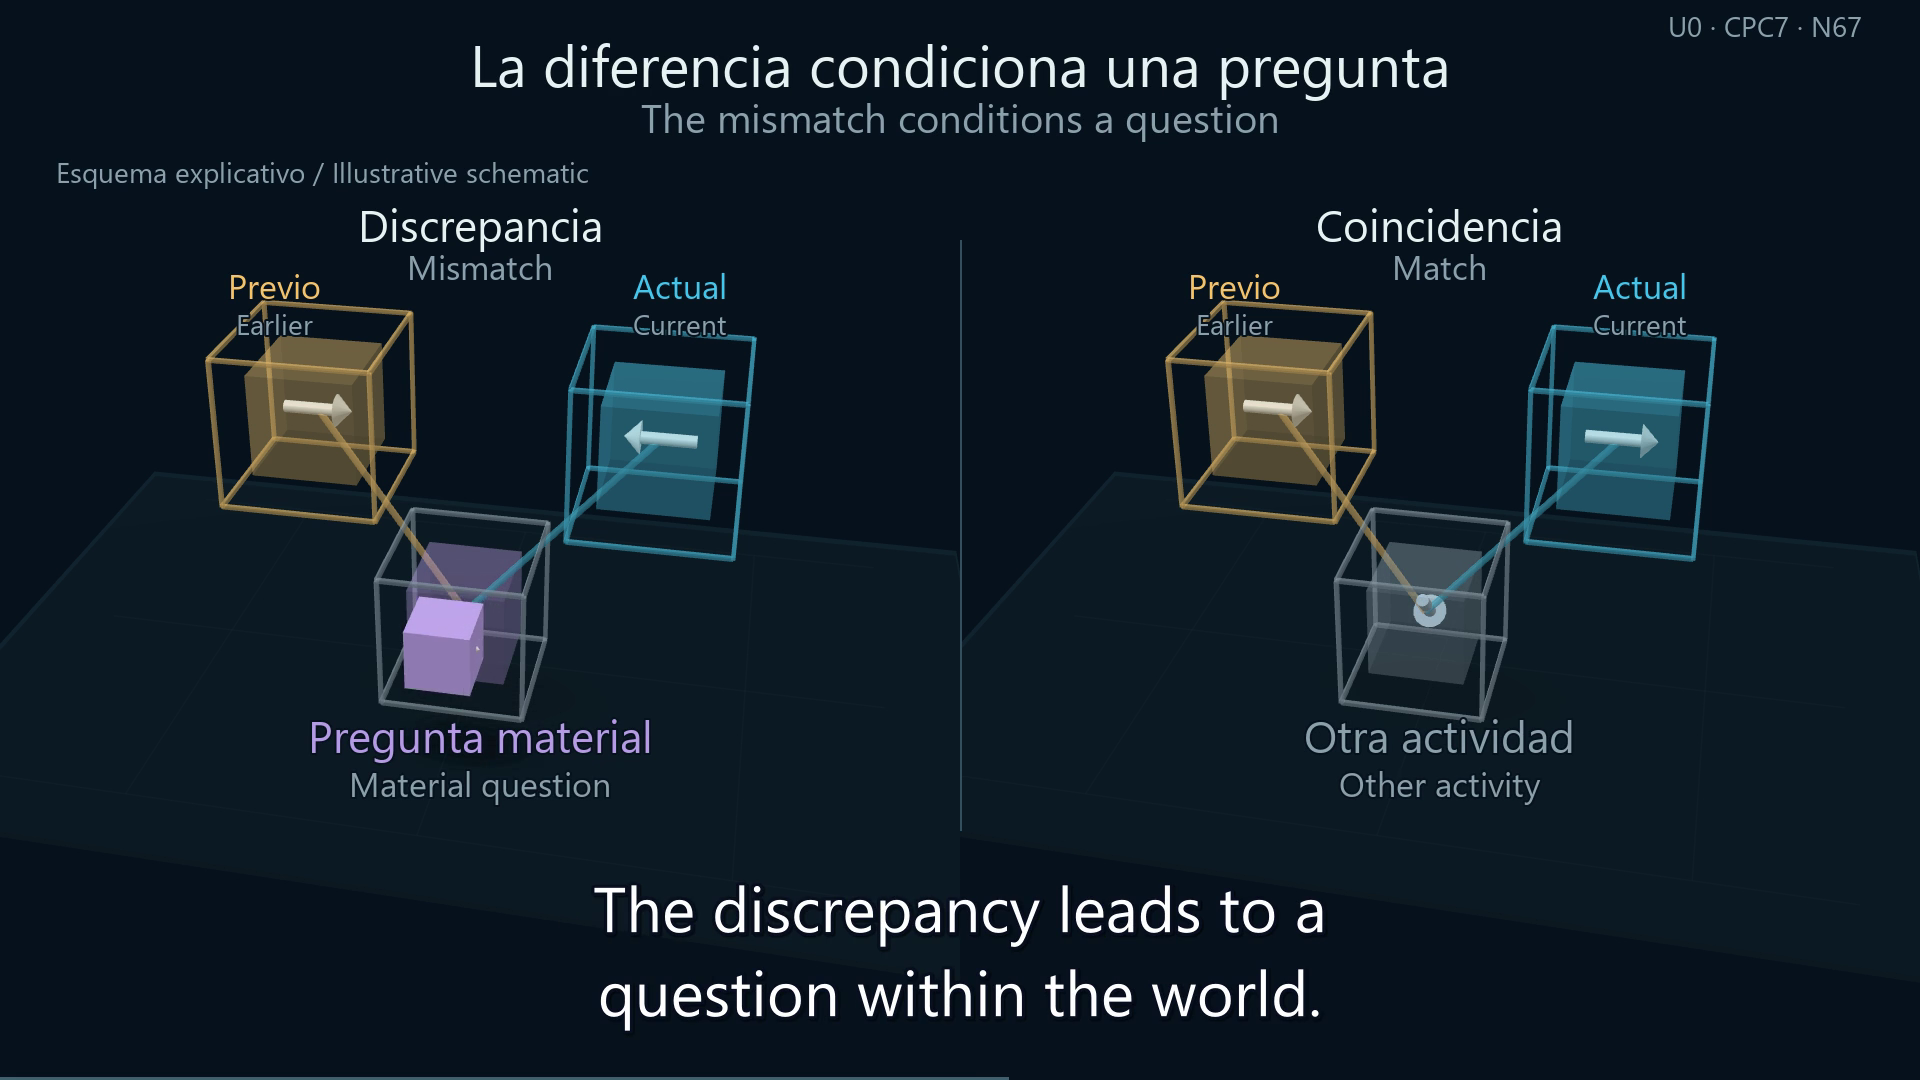 U0 · CPC7 · N67
La diferencia condiciona una pregunta
The mismatch conditions a question
Esquema explicativo / Illustrative schematic
Discrepancia
Mismatch
Previo
Earlier
Actual
Current
Pregunta material
Material question
Coincidencia
Match
Previo
Earlier
Actual
Current
Otra actividad
Other activity
The discrepancy leads to a
question within the world.